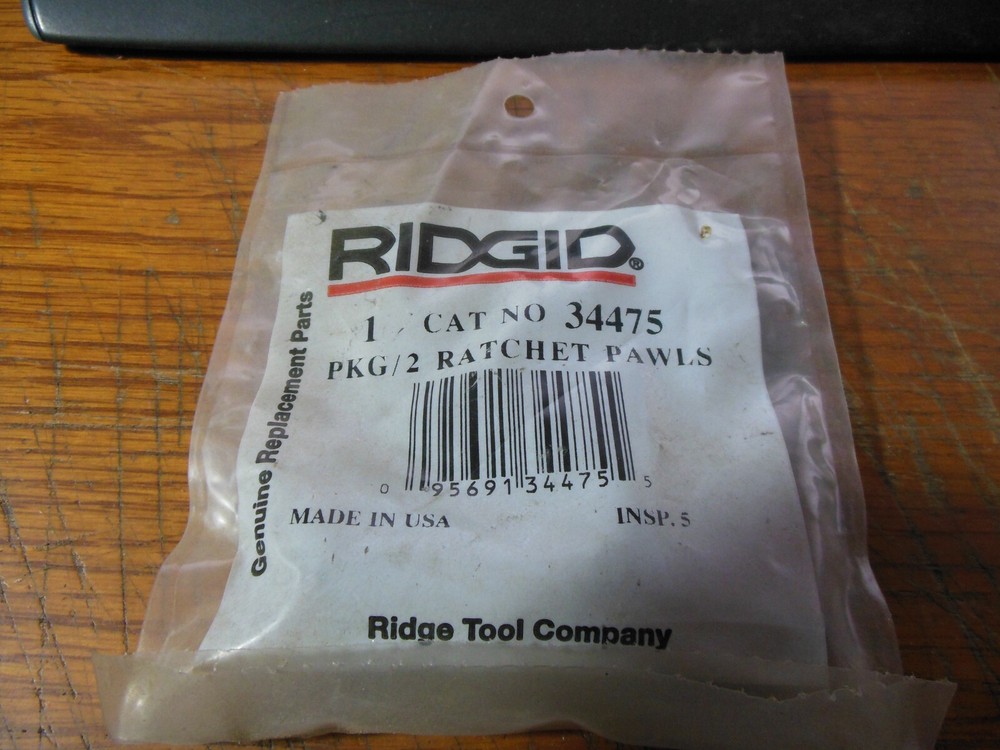 RIDGID®
1 CAT NO 34475
PKG/2 RATCHET PAWLS
0 95691 34475 5
MADE IN USA INSP. 5
Genuine Replacement Parts
Ridge Tool Company